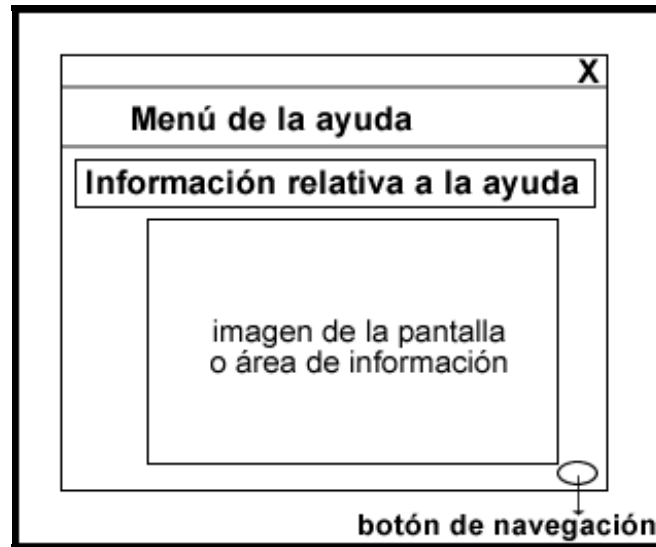 X
Menú de la ayuda
Información relativa a la ayuda
imagen de la pantalla
o área de información
botón de navegación